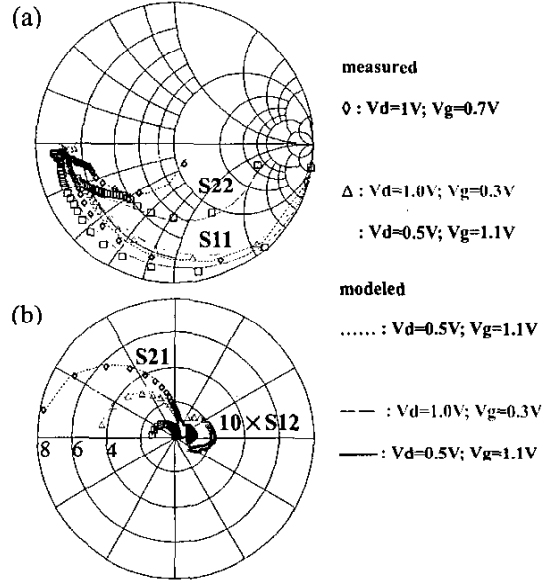 (a)
measured
◊ : Vd=1V; Vg=0.7V
S22
Δ : Vd=1.0V; Vg=0.3V
S11
: Vd=0.5V; Vg=1.1V
modeled
(b)
...... : Vd=0.5V; Vg=1.1V
S21
10×S12
— — : Vd=1.0V; Vg=0.3V
8 6 4
—— : Vd=0.5V; Vg=1.1V